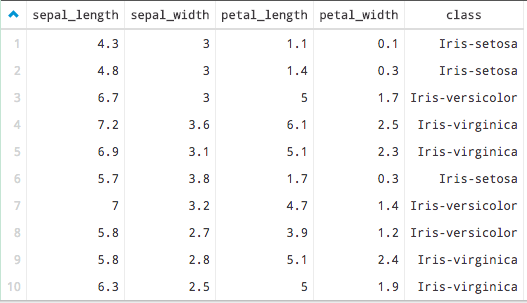 sepal_length sepal_width petal_length petal_width class
1 4.3 3 1.1 0.1 Iris-setosa
2 4.8 3 1.4 0.3 Iris-setosa
3 6.7 3 5 1.7 Iris-versicolor
4 7.2 3.6 6.1 2.5 Iris-virginica
5 6.9 3.1 5.1 2.3 Iris-virginica
6 5.7 3.8 1.7 0.3 Iris-setosa
7 7 3.2 4.7 1.4 Iris-versicolor
8 5.8 2.7 3.9 1.2 Iris-versicolor
9 5.8 2.8 5.1 2.4 Iris-virginica
10 6.3 2.5 5 1.9 Iris-virginica